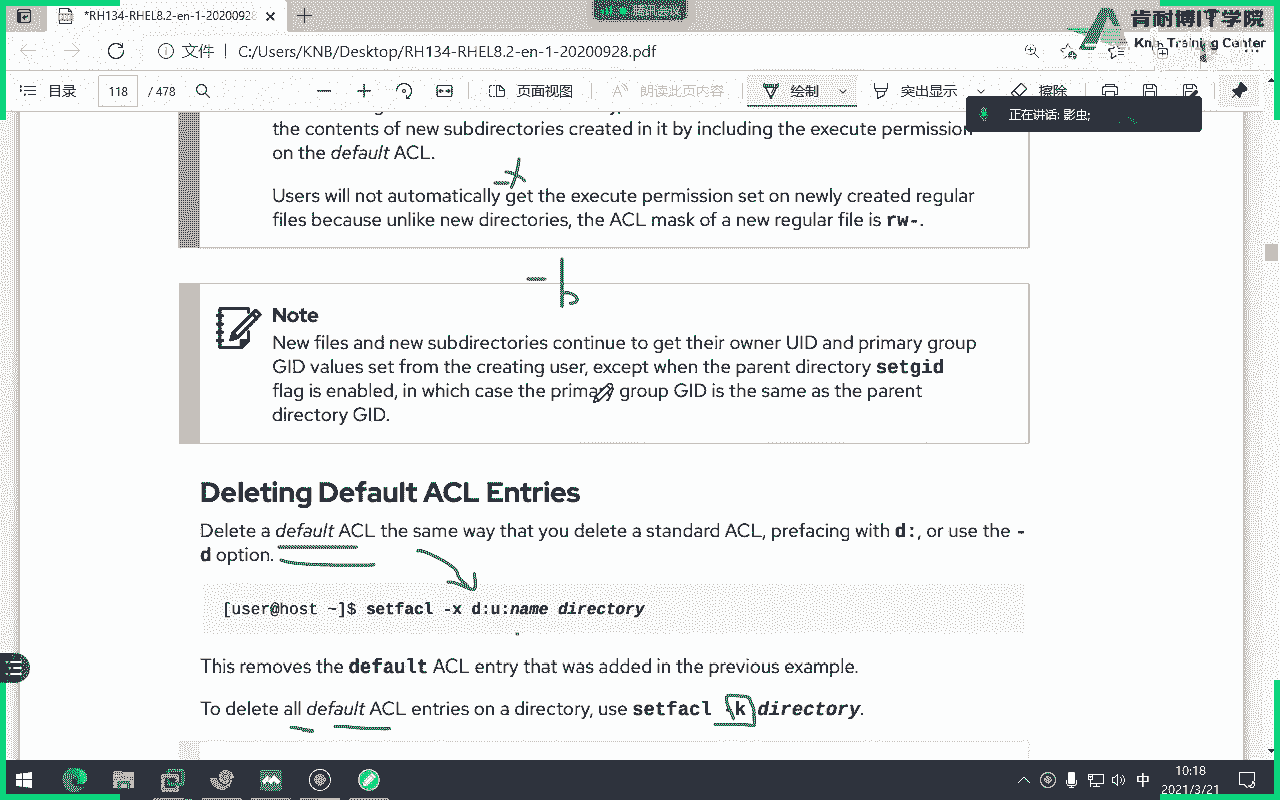 *RH134-RHEL8.2-en-1-20200928
肯耐博IT学院
Knb Training Center
文件 | C:/Users/KNB/Desktop/RH134-RHEL8.2-en-1-20200928.pdf
目录 118 / 478 页面视图 朗读此页内容 绘制 突出显示 擦除
正在讲话: 影虫;
the contents of new subdirectories created in it by including the execute permission
on the default ACL.
Users will not automatically get the execute permission set on newly created regular
files because unlike new directories, the ACL mask of a new regular file is rw-.
Note
New files and new subdirectories continue to get their owner UID and primary group
GID values set from the creating user, except when the parent directory setgid
flag is enabled, in which case the primary group GID is the same as the parent
directory GID.
Deleting Default ACL Entries
Delete a default ACL the same way that you delete a standard ACL, prefacing with d:, or use the -
d option.
[user@host ~]$ setfacl -x d:u:name directory
This removes the default ACL entry that was added in the previous example.
To delete all default ACL entries on a directory, use setfacl -k directory.
中
10:18
2021/3/21